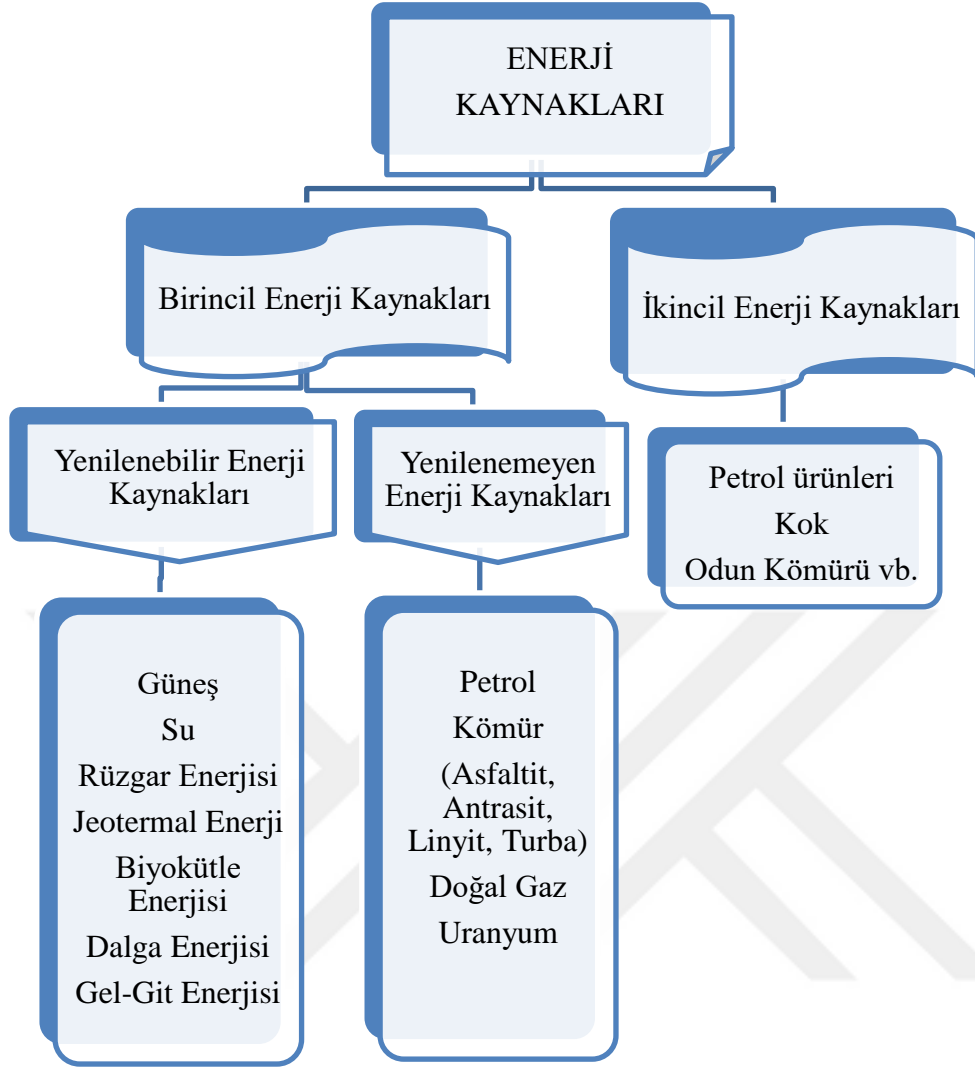 ENERJİ
KAYNAKLARI
Birincil Enerji Kaynakları
İkincil Enerji Kaynakları
Yenilenebilir Enerji
Kaynakları
Yenilenemeyen
Enerji Kaynakları
Petrol ürünleri
Kok
Odun Kömürü vb.
Güneş
Su
Rüzgar Enerjisi
Jeotermal Enerji
Biyokütle
Enerjisi
Dalga Enerjisi
Gel-Git Enerjisi
Petrol
Kömür
(Asfaltit,
Antrasit,
Linyit, Turba)
Doğal Gaz
Uranyum